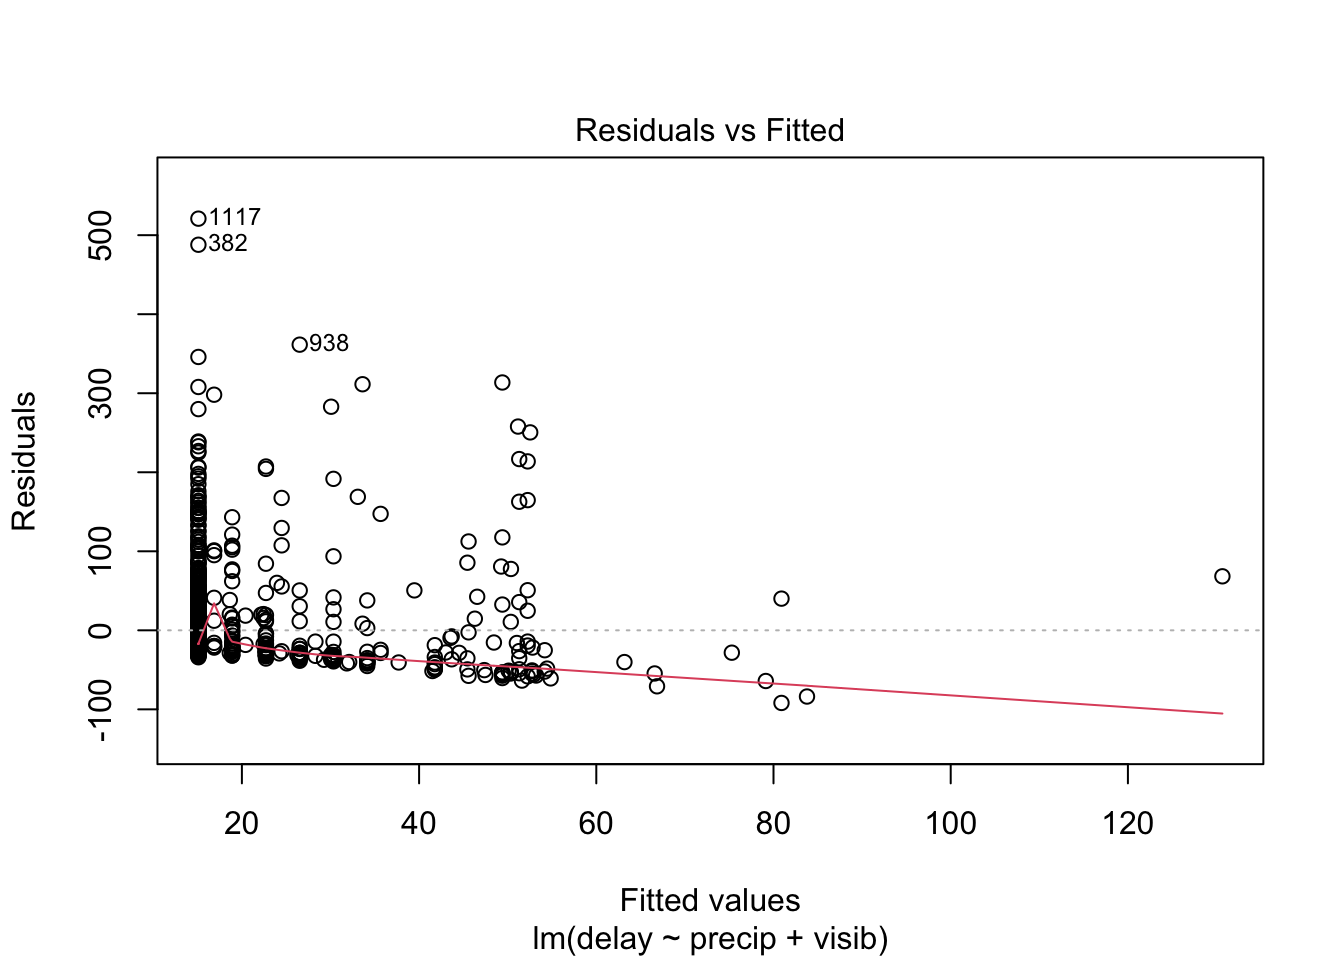 Residuals vs Fitted
1117
382
938
500
300
100
0
-100
Residuals
20 40 60 80 100 120
Fitted values
lm(delay ~ precip + visib)